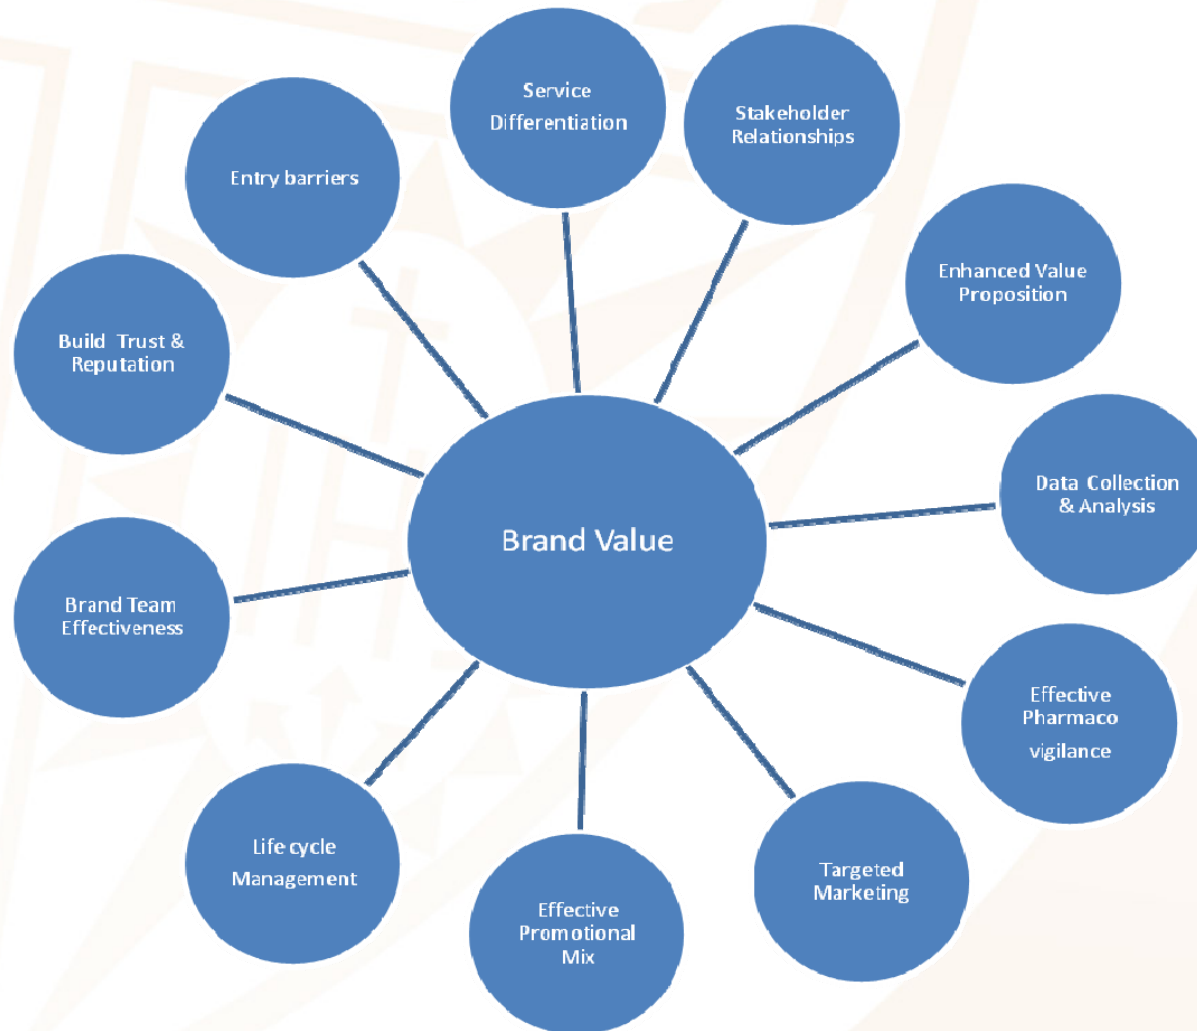 Service
Differentiation
Stakeholder
Relationships
Entry barriers
Enhanced Value
Proposition
Build Trust &
Reputation
Data Collection
& Analysis
Brand Value
Brand Team
Effectiveness
Effective
Pharmaco
vigilance
Life cycle
Management
Targeted
Marketing
Effective
Promotional
Mix